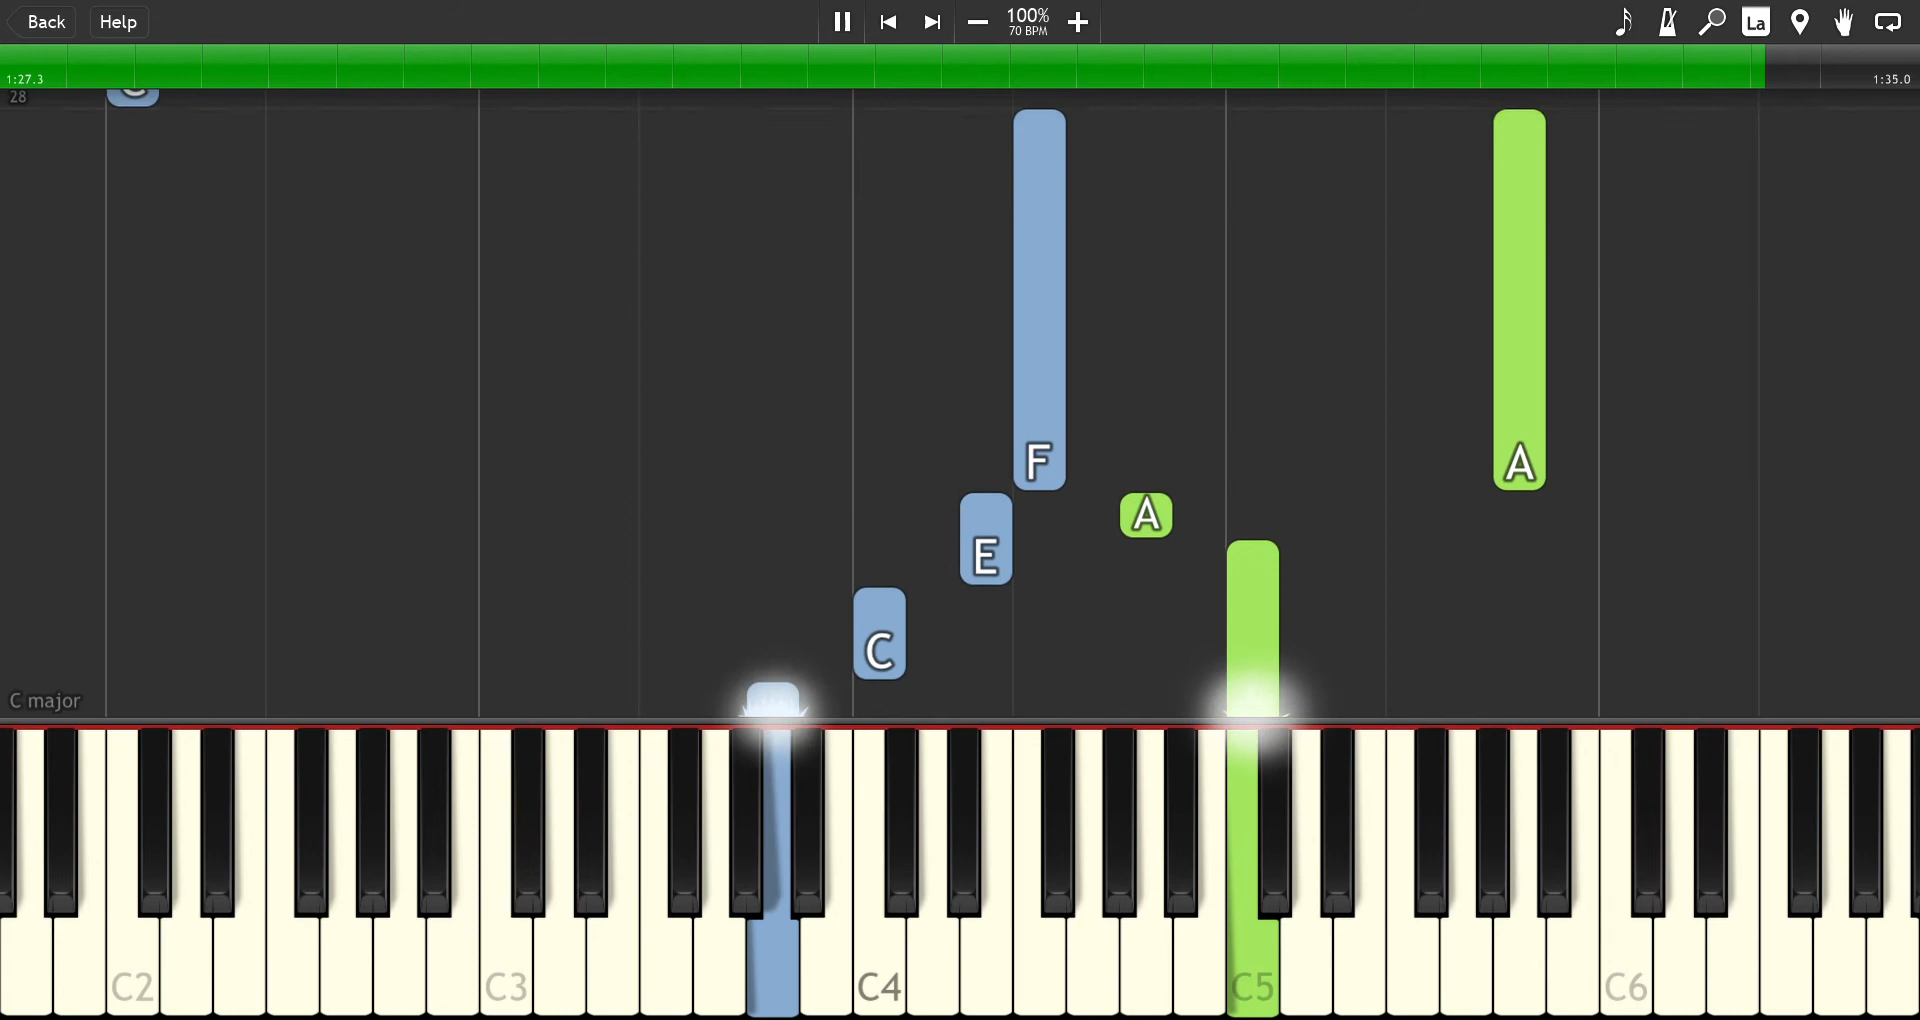 Back Help 100% La
70 BPM
1:27.3 1:35.0
28
C
F A
A
E
C
C major
C2 C3 C4 C5 C6